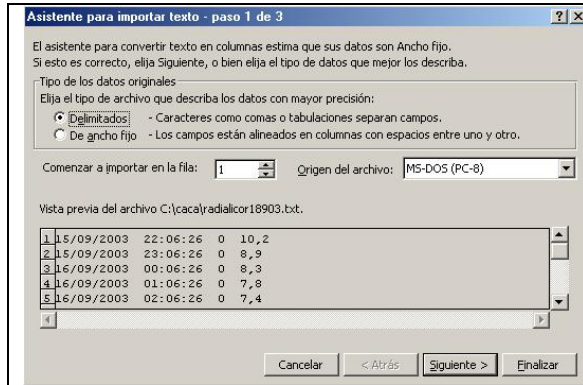 Asistente para importar texto - paso 1 de 3
El asistente para convertir texto en columnas estima que sus datos son Ancho fijo.
Si esto es correcto, elija Siguiente, o bien elija el tipo de datos que mejor los describa.
Tipo de los datos originales
Elija el tipo de archivo que describa los datos con mayor precisión:
Delimitados - Caracteres como comas o tabulaciones separan campos.
De ancho fijo - Los campos están alineados en columnas con espacios entre uno y otro.
Comenzar a importar en la fila: 1 Origen del archivo: MS-DOS (PC-8)
Vista previa del archivo C:\caca\radialicor18903.txt.
1 15/09/2003 22:06:26 0 10,2
2 15/09/2003 23:06:26 0 8,9
3 16/09/2003 00:06:26 0 8,3
4 16/09/2003 01:06:26 0 7,8
5 16/09/2003 02:06:26 0 7,4
Cancelar < Atrás Siguiente > Finalizar